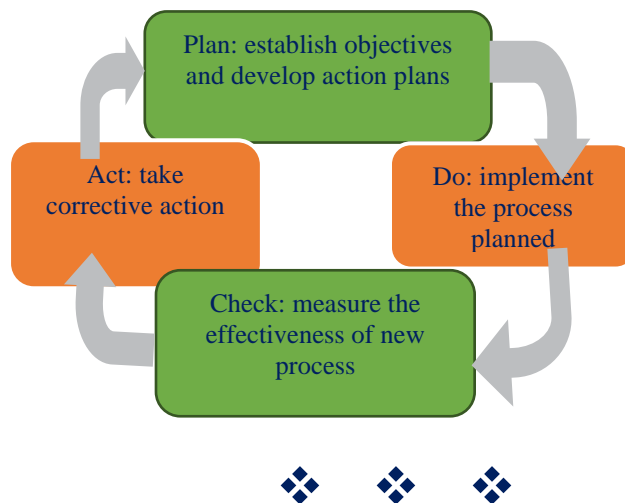 Plan: establish objectives
and develop action plans
Do: implement
the process
planned
Check: measure the
effectiveness of new
process
Act: take
corrective action